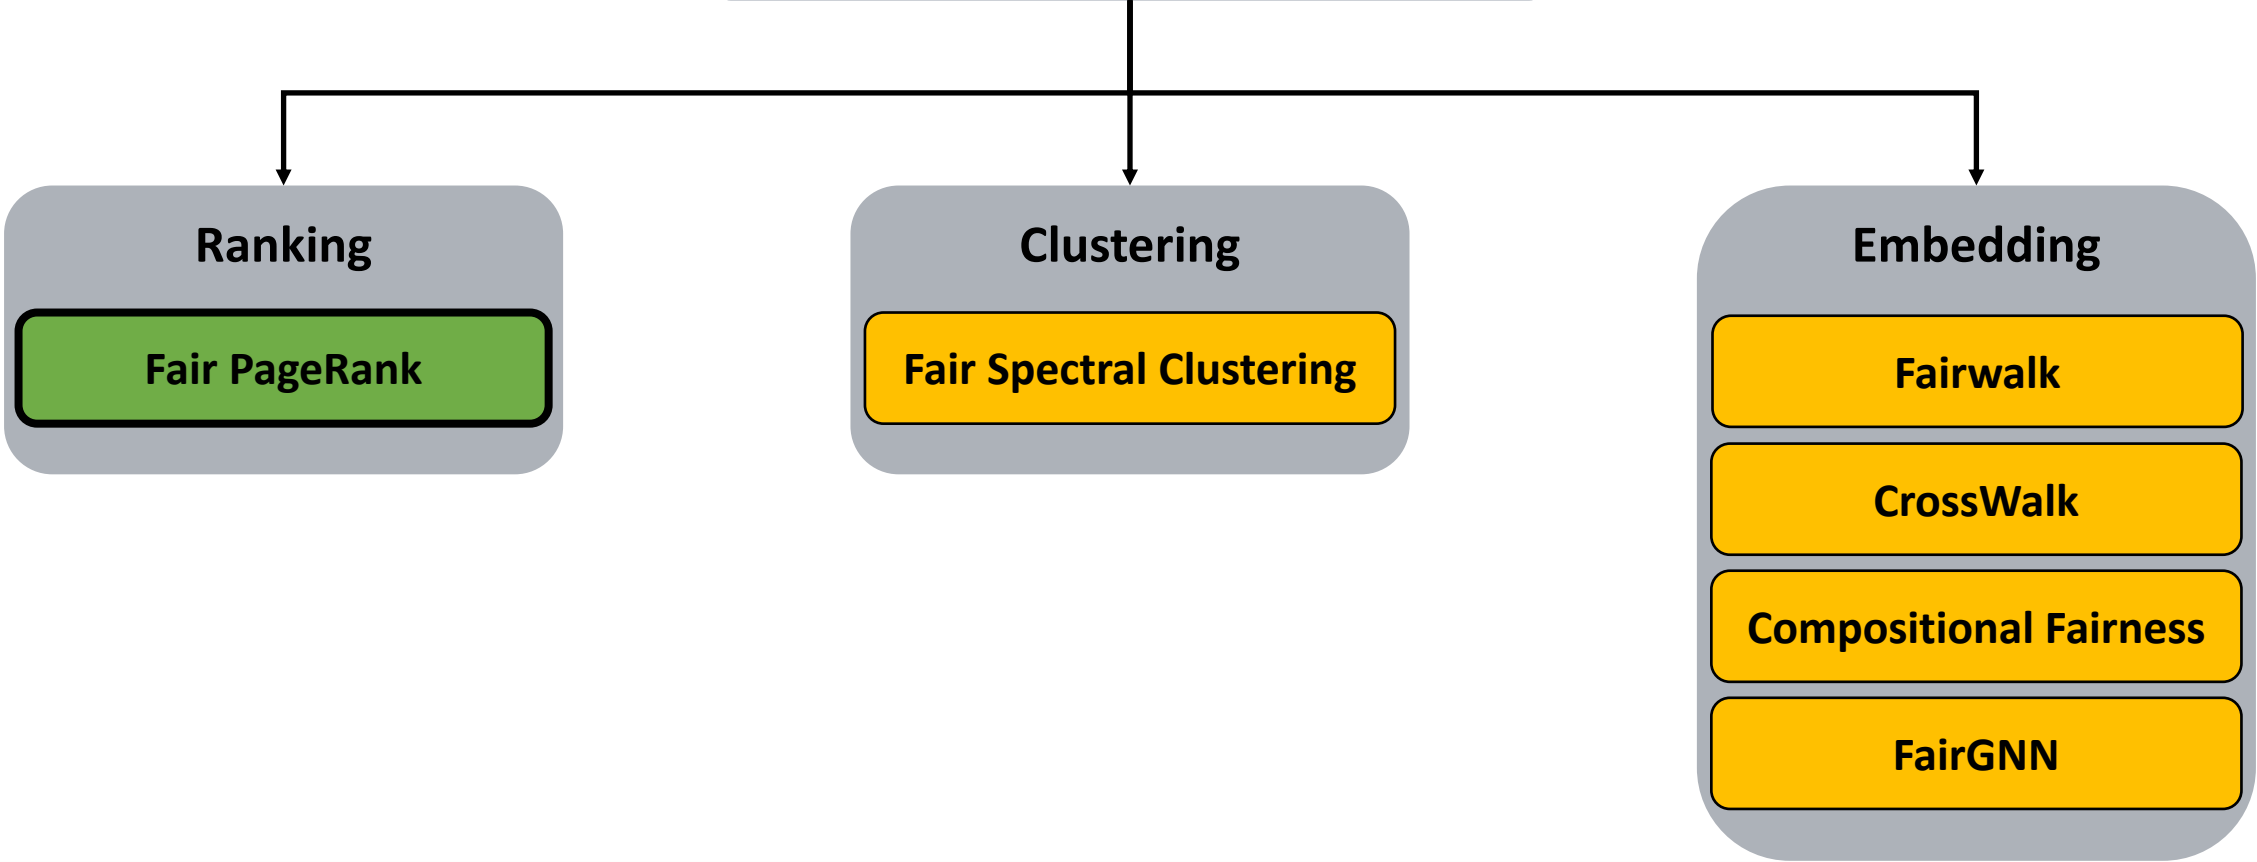 Ranking
Fair PageRank
Clustering
Fair Spectral Clustering
Embedding
Fairwalk
CrossWalk
Compositional Fairness
FairGNN